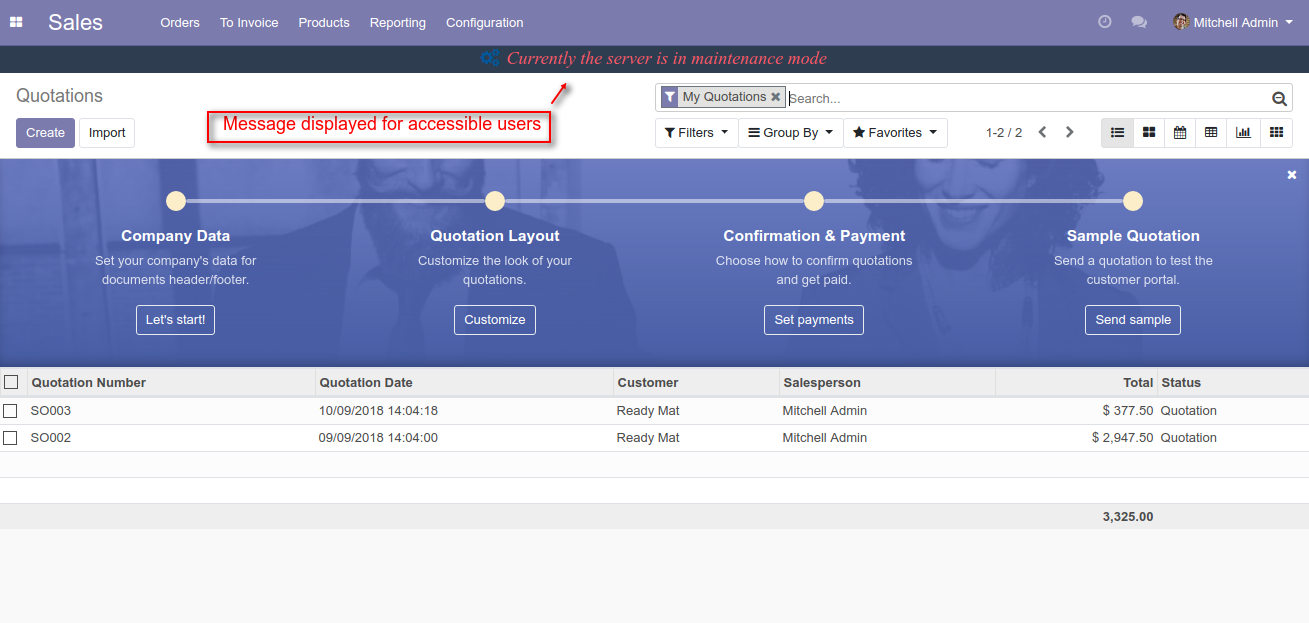 Sales Orders To Invoice Products Reporting Configuration Mitchell Admin
Currently the server is in maintenance mode
Quotations
My Quotations Search...
Message displayed for accessible users
Create Import
Filters Group By Favorites 1-2 / 2
Company Data Quotation Layout Confirmation & Payment Sample Quotation
Set your company's data for Customize the look of your Choose how to confirm quotations Send a quotation to test the
documents header/footer. quotations. and get paid. customer portal.
Let's start! Customize Set payments Send sample
Quotation Number Quotation Date Customer Salesperson Total Status
SO003 10/09/2018 14:04:18 Ready Mat Mitchell Admin $ 377.50 Quotation
SO002 09/09/2018 14:04:00 Ready Mat Mitchell Admin $ 2,947.50 Quotation
3,325.00